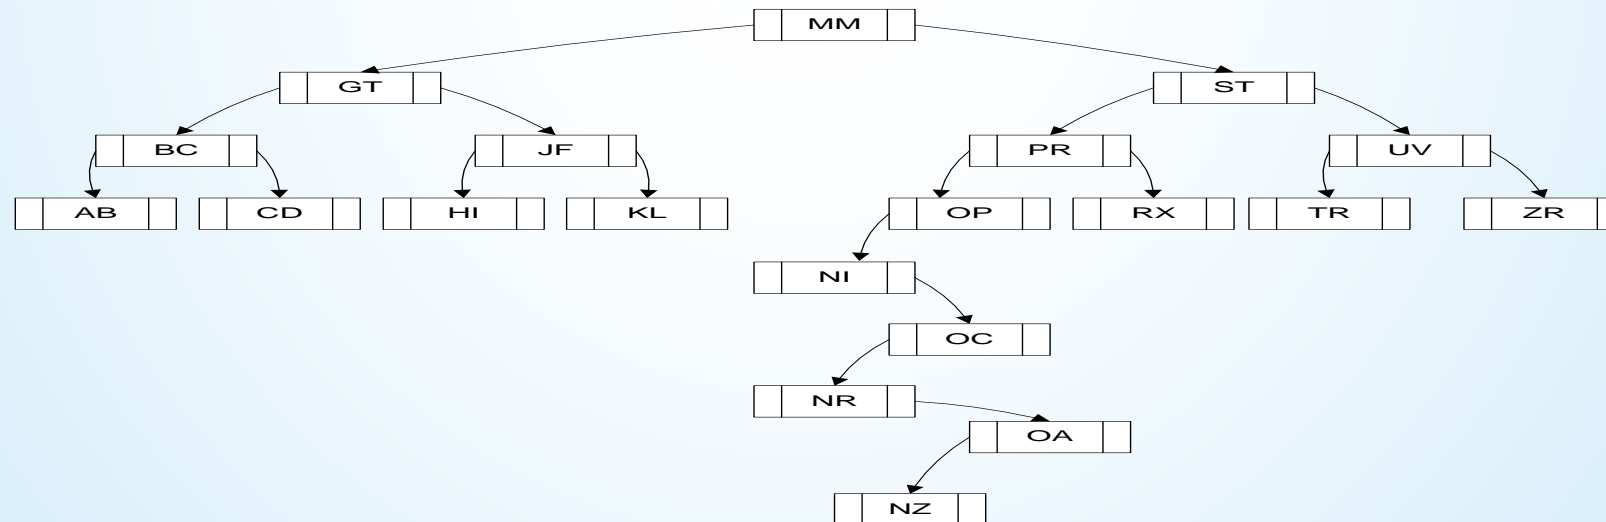 MM
GT ST
BC JF PR UV
AB CD HI KL OP RX TR ZR
NI
OC
NR
OA
NZ